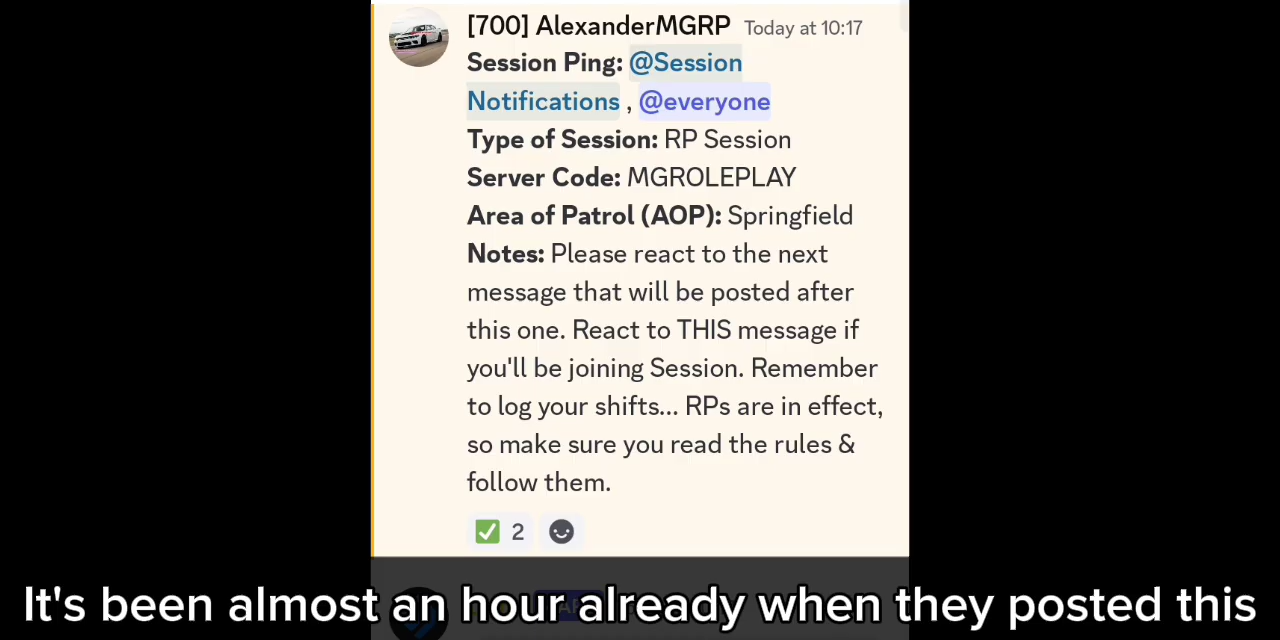 [700] AlexanderMGRP Today at 10:17
Session Ping: @Session
Notifications , @everyone
Type of Session: RP Session
Server Code: MGROLEPLAY
Area of Patrol (AOP): Springfield
Notes: Please react to the next
message that will be posted after
this one. React to THIS message if
you'll be joining Session. Remember
to log your shifts... RPs are in effect,
so make sure you read the rules &
follow them.
2
It's been almost an hour already when they posted this